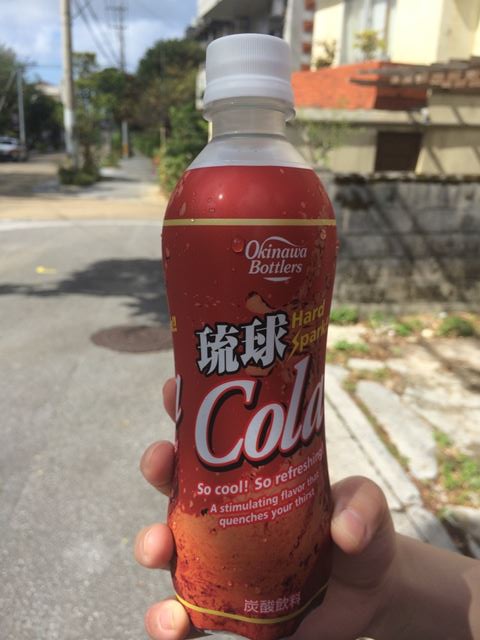 Okinawa
Bottlers
琉球
Hard
Cola
So cool! So refreshing
A stimulating flavor that
quenches your thirst
炭酸飲料